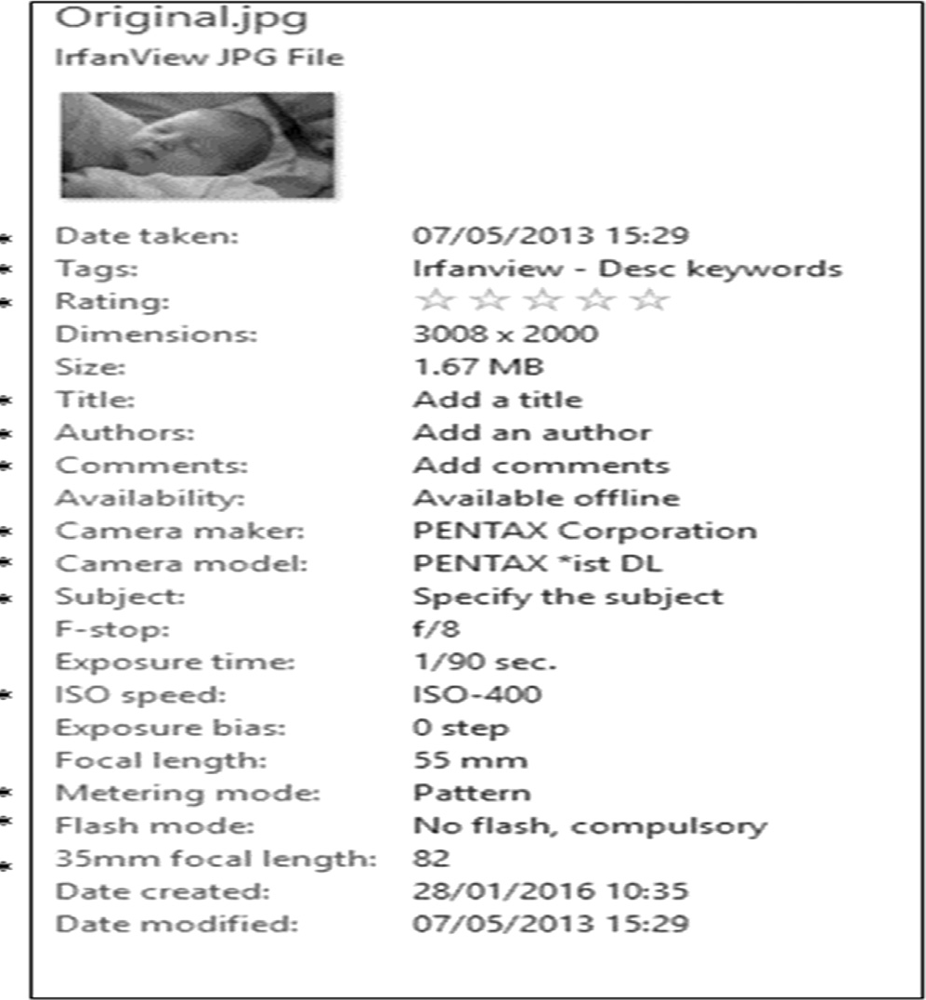 Original.jpg
IrfanView JPG File
* Date taken: 07/05/2013 15:29
* Tags: Irfanview - Desc keywords
* Rating: ☆ ☆ ☆ ☆ ☆
Dimensions: 3008 x 2000
Size: 1.67 MB
* Title: Add a title
* Authors: Add an author
* Comments: Add comments
Availability: Available offline
* Camera maker: PENTAX Corporation
* Camera model: PENTAX *ist DL
* Subject: Specify the subject
F-stop: f/8
Exposure time: 1/90 sec.
* ISO speed: ISO-400
Exposure bias: 0 step
Focal length: 55 mm
* Metering mode: Pattern
* Flash mode: No flash, compulsory
* 35mm focal length: 82
Date created: 28/01/2016 10:35
Date modified: 07/05/2013 15:29